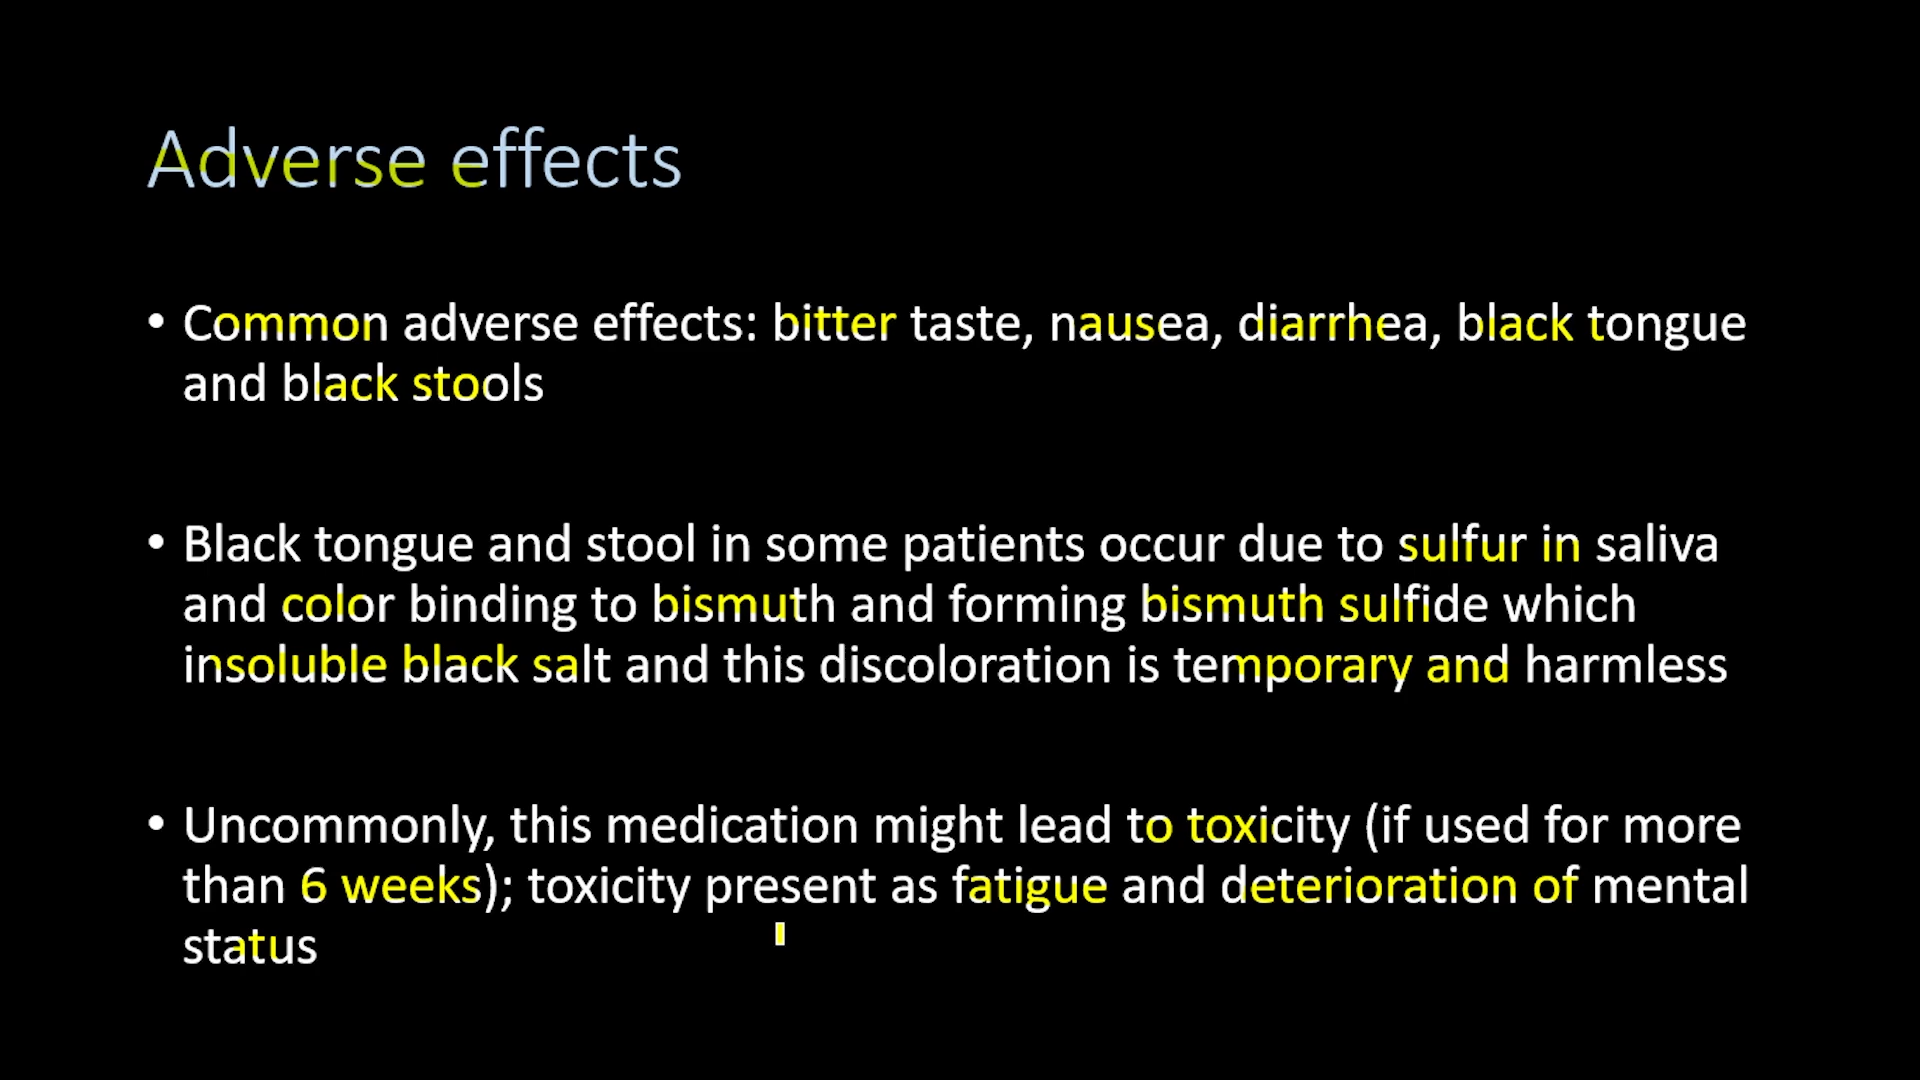 Adverse effects
• Common adverse effects: bitter taste, nausea, diarrhea, black tongue
and black stools
• Black tongue and stool in some patients occur due to sulfur in saliva
and color binding to bismuth and forming bismuth sulfide which
insoluble black salt and this discoloration is temporary and harmless
• Uncommonly, this medication might lead to toxicity (if used for more
than 6 weeks); toxicity present as fatigue and deterioration of mental
status